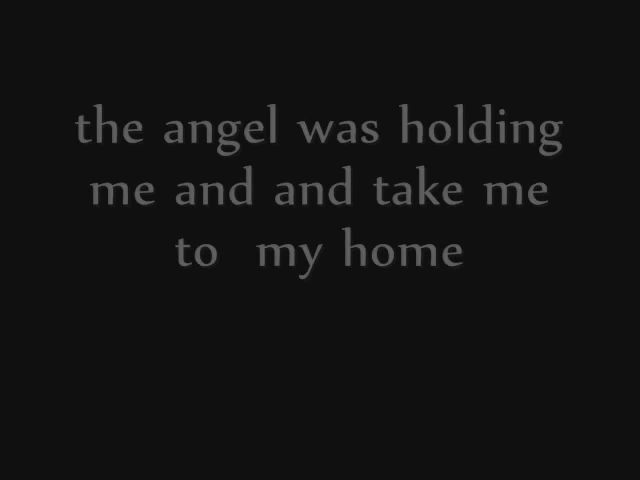 the angel was holding
me and and take me
to my home